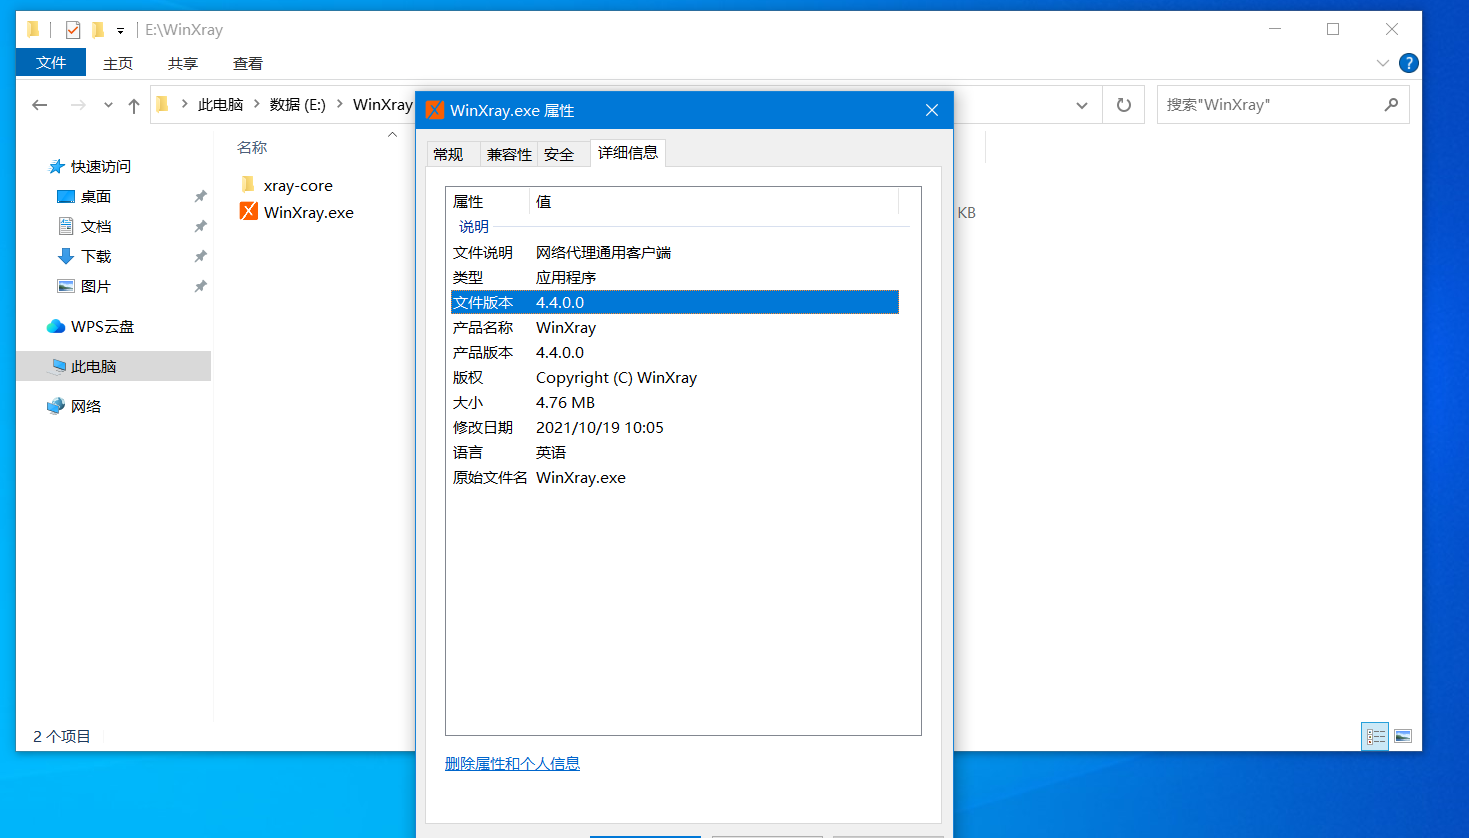 E:\WinXray
文件 主页 共享 查看
此电脑 数据 (E:) WinXray
搜索"WinXray"
快速访问
桌面
文档
下载
图片
WPS云盘
此电脑
网络
名称
xray-core
WinXray.exe
KB
2 个项目
WinXray.exe 属性
常规 兼容性 安全 详细信息
属性 值
说明
文件说明 网络代理通用客户端
类型 应用程序
文件版本 4.4.0.0
产品名称 WinXray
产品版本 4.4.0.0
版权 Copyright (C) WinXray
大小 4.76 MB
修改日期 2021/10/19 10:05
语言 英语
原始文件名 WinXray.exe
删除属性和个人信息